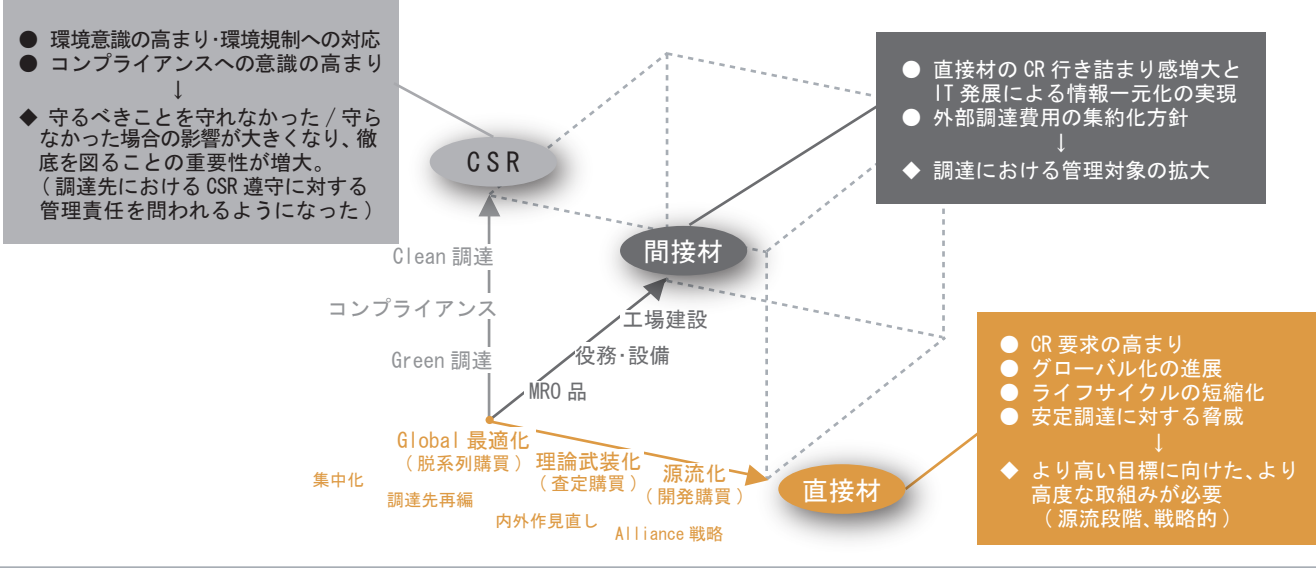 ● 環境意識の高まり･環境規制への対応
● コンプライアンスへの意識の高まり
↓
◆ 守るべきことを守れなかった / 守ら
なかった場合の影響が大きくなり、徹
底を図ることの重要性が増大。
( 調達先における CSR 遵守に対する
管理責任を問われるようになった )
● 直接材の CR 行き詰まり感増大と
IT 発展による情報一元化の実現
● 外部調達費用の集約化方針
↓
◆ 調達における管理対象の拡大
CSR
間接材
Clean 調達
コンプライアンス
Green 調達
工場建設
役務･設備
MRO 品
● CR 要求の高まり
● グローバル化の進展
● ライフサイクルの短縮化
● 安定調達に対する脅威
↓
◆ より高い目標に向けた、より
高度な取組みが必要
( 源流段階、戦略的 )
Global 最適化
( 脱系列購買 )
理論武装化
( 査定購買 )
源流化
( 開発購買 )
直接材
集中化
調達先再編
内外作見直し
Alliance 戦略